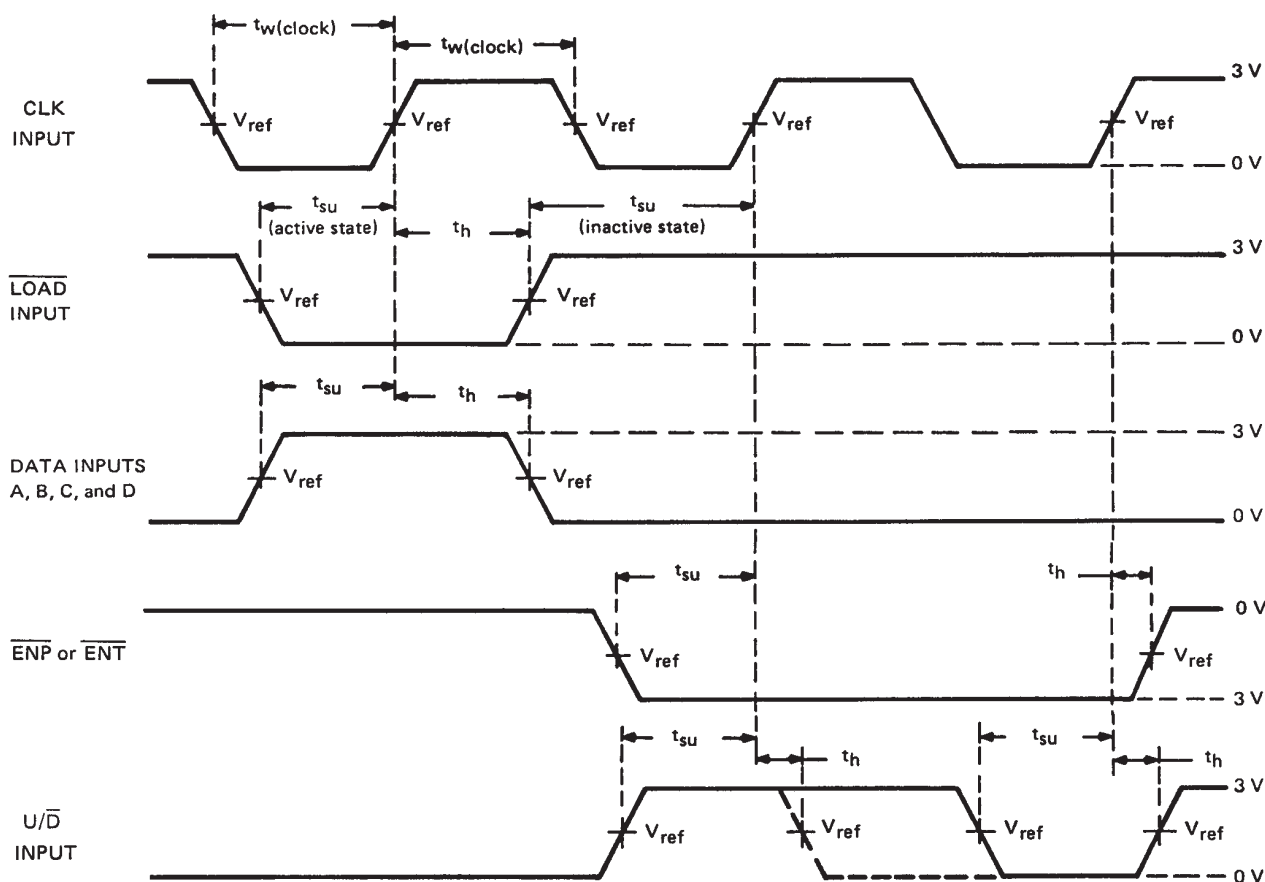 tw(clock)
tw(clock)
3 V
CLK
INPUT
Vref
Vref
Vref
Vref
Vref
0 V
tsu
(active state)
th
tsu
(inactive state)
3 V
LOAD
INPUT
Vref
Vref
0 V
tsu
th
3 V
DATA INPUTS
A, B, C, and D
Vref
Vref
0 V
tsu
th
0 V
ENP or ENT
Vref
Vref
3 V
tsu
th
tsu
th
3 V
U/D
INPUT
Vref
Vref
Vref
Vref
0 V